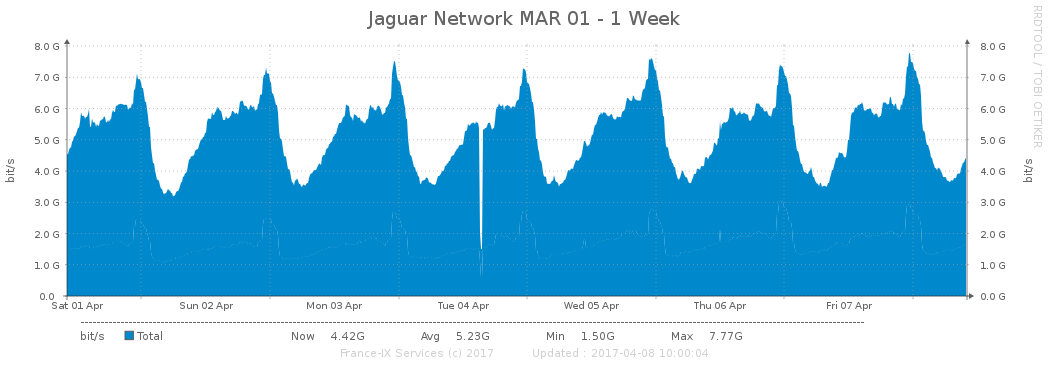 Jaguar Network MAR 01 - 1 Week
RRDTOOL / TOBI OETIKER
bit/s
bit/s
8.0 G 8.0 G
7.0 G 7.0 G
6.0 G 6.0 G
5.0 G 5.0 G
4.0 G 4.0 G
3.0 G 3.0 G
2.0 G 2.0 G
1.0 G 1.0 G
0.0 0.0 G
Sat 01 Apr Sun 02 Apr Mon 03 Apr Tue 04 Apr Wed 05 Apr Thu 06 Apr Fri 07 Apr
bit/s Total Now 4.42G Avg 5.23G Min 1.50G Max 7.77G
France-IX Services (c) 2017 Updated : 2017-04-08 10:00:04